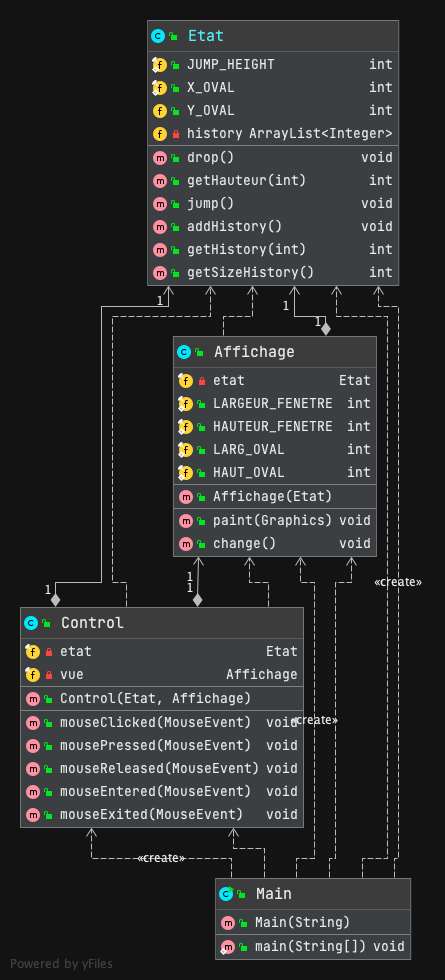 Etat
JUMP_HEIGHT int
X_OVAL int
Y_OVAL int
history ArrayList<Integer>
drop() void
getHauteur(int) int
jump() void
addHistory() void
getHistory(int) int
getSizeHistory() int
1
1
1
Affichage
etat Etat
LARGEUR_FENETRE int
HAUTEUR_FENETRE int
LARG_OVAL int
HAUT_OVAL int
Affichage(Etat)
paint(Graphics) void
change() void
1
«create»
1
1
Control
etat Etat
vue Affichage
Control(Etat, Affichage)
mouseClicked(MouseEvent) void
«create»
mousePressed(MouseEvent) void
mouseReleased(MouseEvent) void
mouseEntered(MouseEvent) void
mouseExited(MouseEvent) void
«create»
Main
Main(String)
main(String[]) void
Powered by yFiles